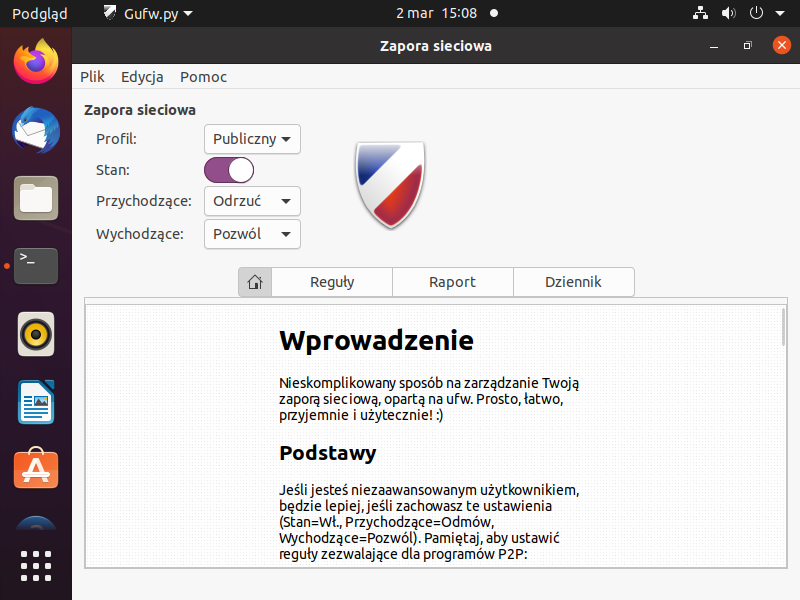 Podgląd Gufw.py 2 mar 15:08
Zapora sieciowa
Plik Edycja Pomoc
Zapora sieciowa
Profil: Publiczny
Stan:
Przychodzące: Odrzuć
Wychodzące: Pozwól
Reguły Raport Dziennik
Wprowadzenie
Nieskomplikowany sposób na zarządzanie Twoją
zaporą sieciową, opartą na ufw. Prosto, łatwo,
przyjemnie i użytecznie! :)
Podstawy
Jeśli jesteś niezaawansowanym użytkownikiem,
będzie lepiej, jeśli zachowasz te ustawienia
(Stan=Wł., Przychodzące=Odmów,
Wychodzące=Pozwól). Pamiętaj, aby ustawić
reguły zezwalające dla programów P2P: